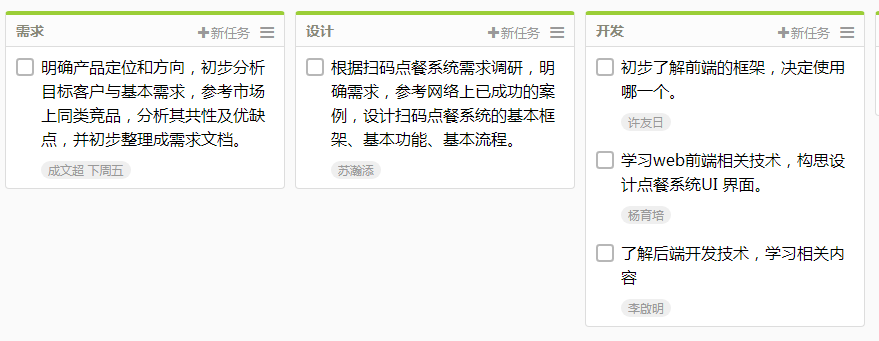 需求
新任务
明确产品定位和方向，初步分析
目标客户与基本需求，参考市场
上同类竞品，分析其共性及优缺
点，并初步整理成需求文档。
成文超 下周五
设计
新任务
根据扫码点餐系统需求调研，明
确需求，参考网络上已成功的案
例，设计扫码点餐系统的基本框
架、基本功能、基本流程。
苏瀚添
开发
新任务
初步了解前端的框架，决定使用
哪一个。
许友日
学习web前端相关技术，构思设
计点餐系统UI 界面。
杨育培
了解后端开发技术，学习相关内
容
李啟明